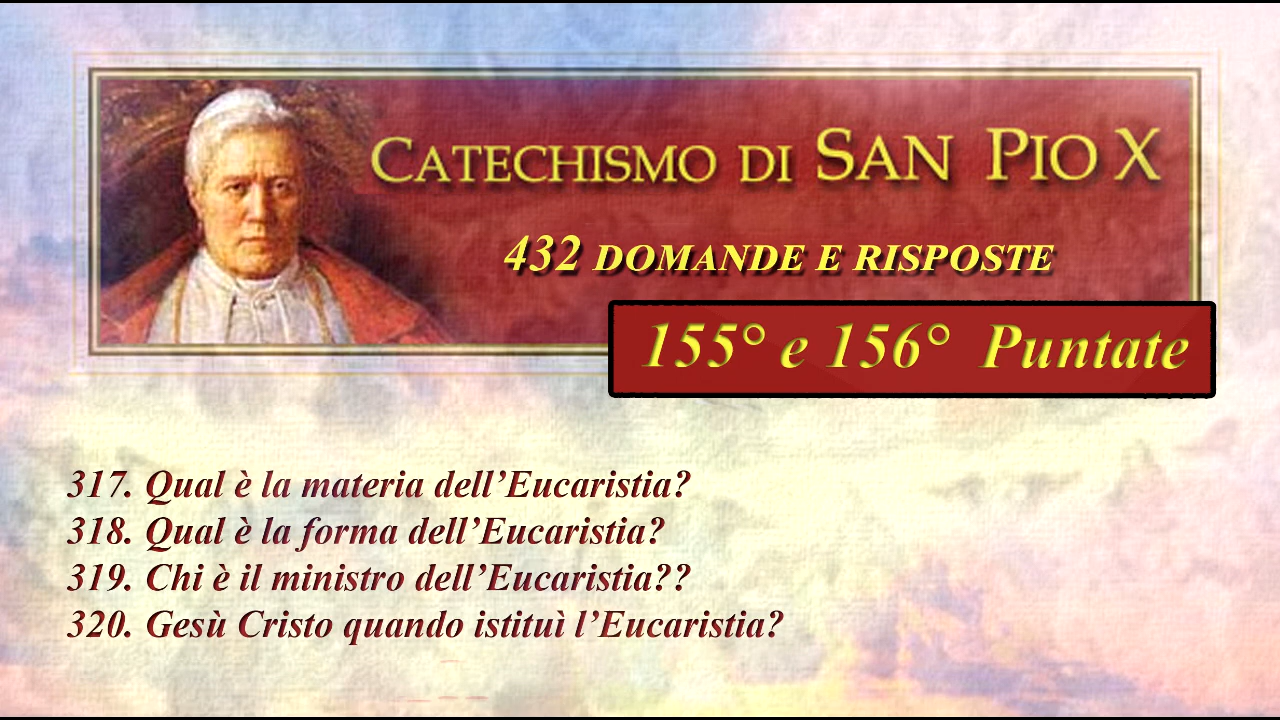 CATECHISMO DI SAN PIO X
432 DOMANDE E RISPOSTE
155° e 156° Puntate
317. Qual è la materia dell’Eucaristia?
318. Qual è la forma dell’Eucaristia?
319. Chi è il ministro dell’Eucaristia??
320. Gesù Cristo quando istituì l’Eucaristia?